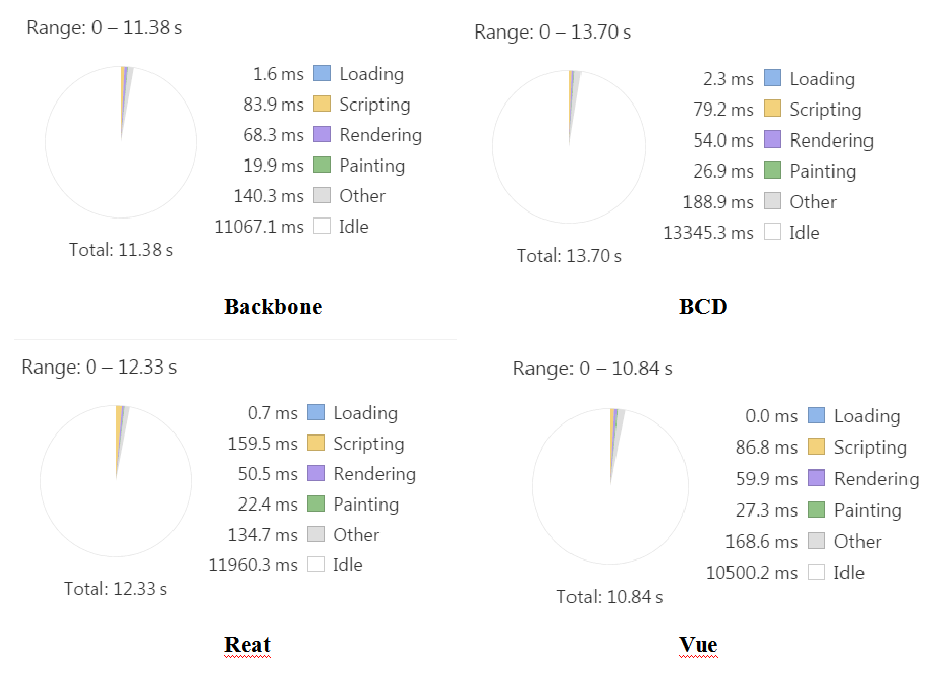 Range: 0 – 11.38 s
1.6 ms Loading
83.9 ms Scripting
68.3 ms Rendering
19.9 ms Painting
140.3 ms Other
11067.1 ms Idle
Total: 11.38 s
Backbone
Range: 0 – 13.70 s
2.3 ms Loading
79.2 ms Scripting
54.0 ms Rendering
26.9 ms Painting
188.9 ms Other
13345.3 ms Idle
Total: 13.70 s
BCD
Range: 0 – 12.33 s
0.7 ms Loading
159.5 ms Scripting
50.5 ms Rendering
22.4 ms Painting
134.7 ms Other
11960.3 ms Idle
Total: 12.33 s
Reat
Range: 0 – 10.84 s
0.0 ms Loading
86.8 ms Scripting
59.9 ms Rendering
27.3 ms Painting
168.6 ms Other
10500.2 ms Idle
Total: 10.84 s
Vue